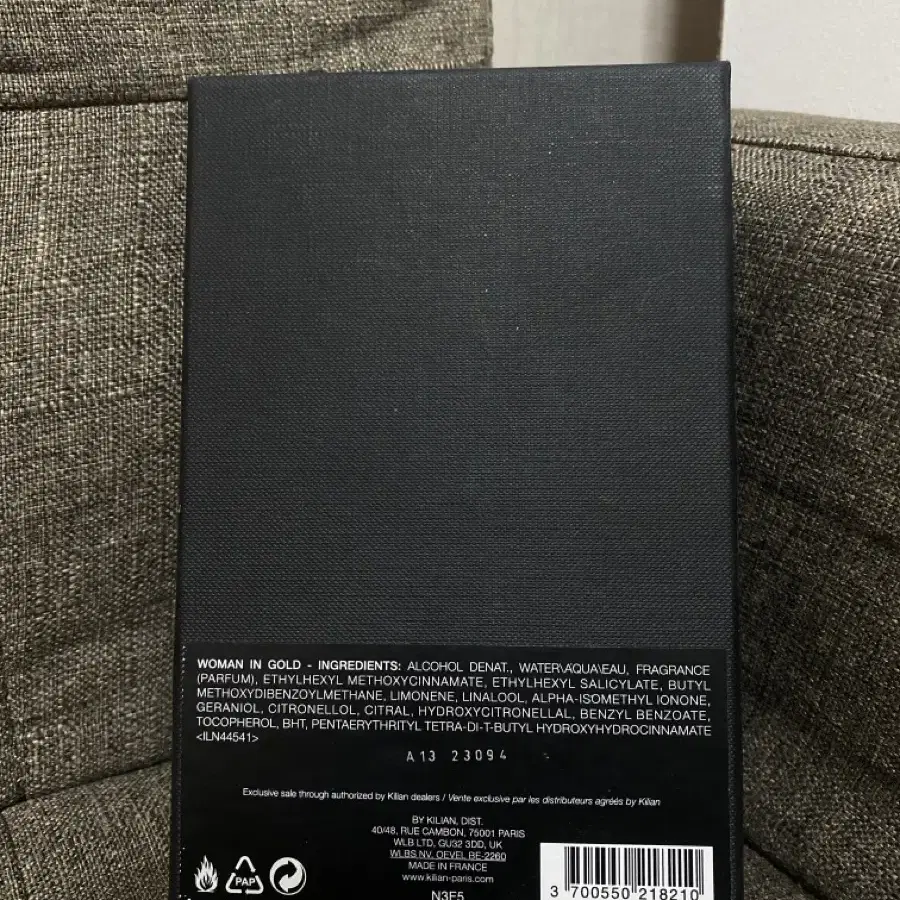 WOMAN IN GOLD - INGREDIENTS: ALCOHOL DENAT., WATER\AQUA\EAU, FRAGRANCE
(PARFUM), ETHYLHEXYL METHOXYCINNAMATE, ETHYLHEXYL SALICYLATE, BUTYL
METHOXYDIBENZOYLMETHANE, LIMONENE, LINALOOL, ALPHA-ISOMETHYL IONONE,
GERANIOL, CITRONELLOL, CITRAL, HYDROXYCITRONELLAL, BENZYL BENZOATE,
TOCOPHEROL, BHT, PENTAERYTHRITYL TETRA-DI-T-BUTYL HYDROXYHYDROCINNAMATE
<ILN44541>
A13 23094
Exclusive sale through authorized by Kilian dealers / Vente exclusive par les distributeurs agréés by Kilian
BY KILIAN, DIST.
40/48, RUE CAMBON, 75001 PARIS
WLB LTD, GU32 3DD, UK
WLBS NV, OEVEL BE-2260
MADE IN FRANCE
www.kilian-paris.com
N3F5
PAP
3 700550 218210